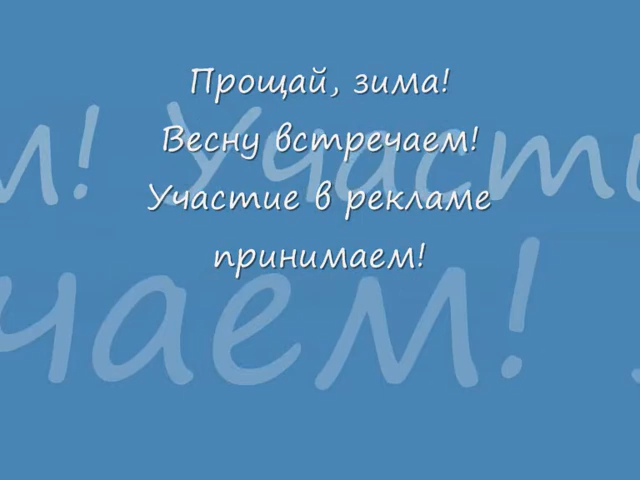 Прощай, зима!
Весну встречаем!
Участие в рекламе
принимаем!